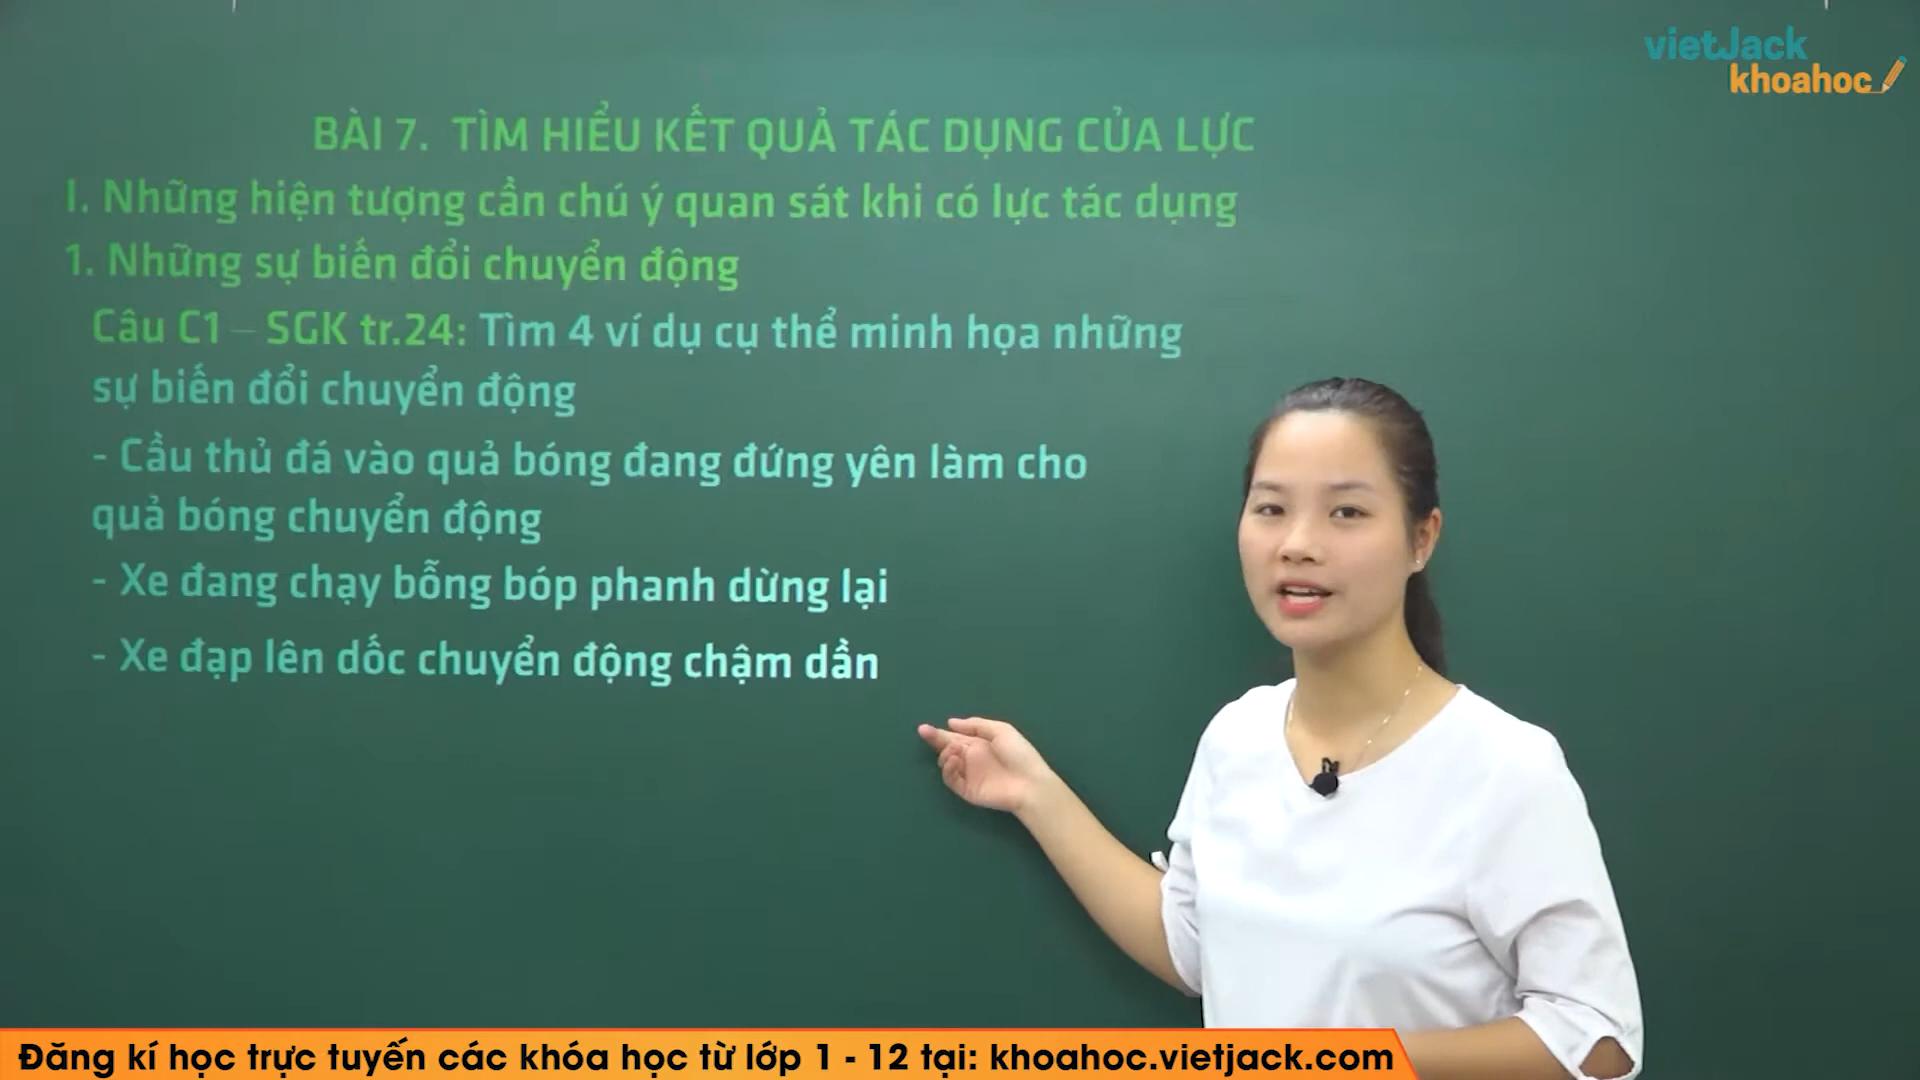 vietJack
khoahoc
BÀI 7. TÌM HIỂU KẾT QUẢ TÁC DỤNG CỦA LỰC
I. Những hiện tượng cần chú ý quan sát khi có lực tác dụng
1. Những sự biến đổi chuyển động
Câu C1 – SGK tr.24: Tìm 4 ví dụ cụ thể minh họa những
sự biến đổi chuyển động
- Cầu thủ đá vào quả bóng đang đứng yên làm cho
quả bóng chuyển động
- Xe đang chạy bỗng bóp phanh dừng lại
- Xe đạp lên dốc chuyển động chậm dần
Đăng kí học trực tuyến các khóa học từ lớp 1 - 12 tại: khoahoc.vietjack.com